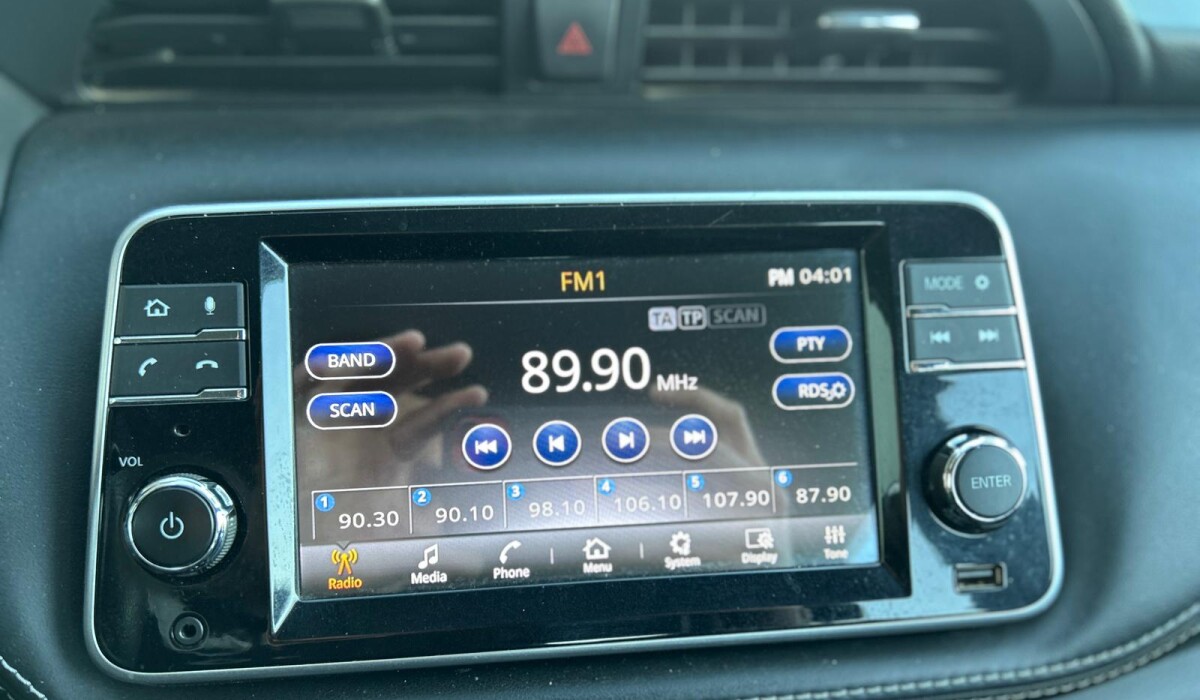 FM1
PM 04:01
TA TP SCAN
MODE
BAND
89.90 MHz
PTY
SCAN
RDS
VOL
ENTER
1 90.30
2 90.10
3 98.10
4 106.10
5 107.90
6 87.90
Radio
Media
Phone
Menu
System
Display
Tone